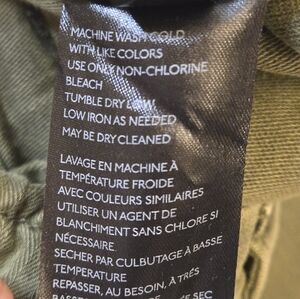 MACHINE WASH COLD
WITH LIKE COLORS
USE ONLY NON-CHLORINE
BLEACH
TUMBLE DRY LOW
LOW IRON AS NEEDED
MAY BE DRY CLEANED
LAVAGE EN MACHINE À
TEMPÉRATURE FROIDE
AVEC COULEURS SIMILAIRES
UTILISER UN AGENT DE
BLANCHIMENT SANS CHLORE SI
NÉCESSAIRE
SECHER PAR CULBUTAGE À BASSE
TEMPERATURE
REPASSER, AU BESOIN, À TRÉS
SEC